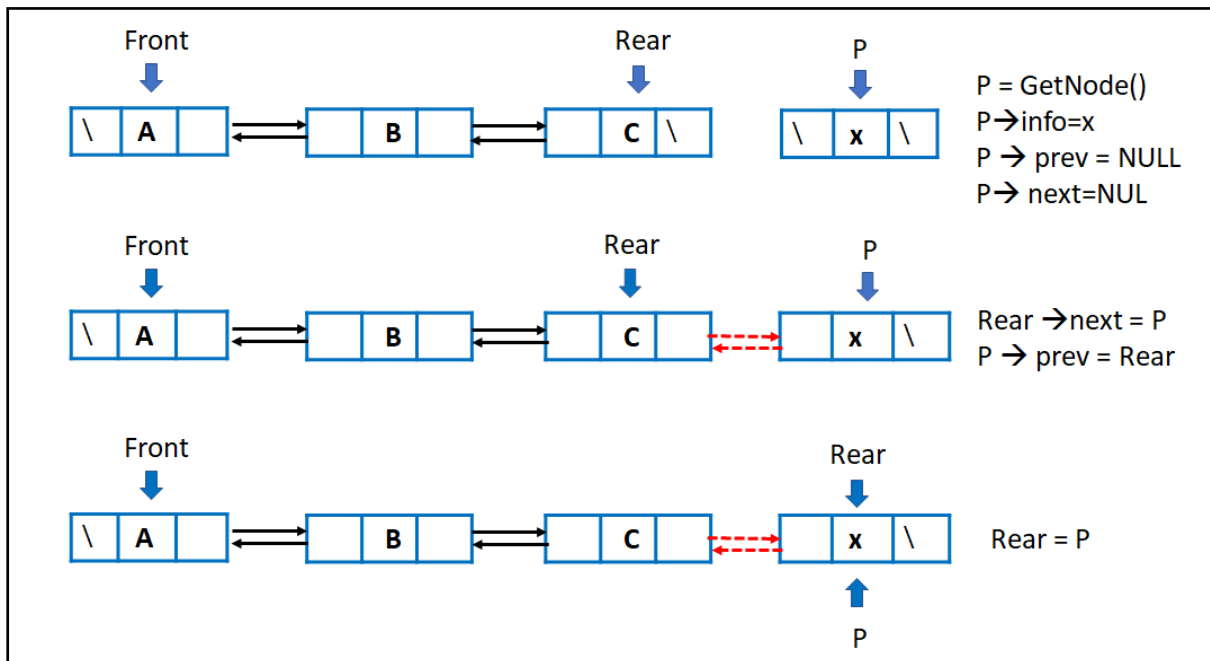 Front Rear P
\ A B C \ \ x \
P = GetNode()
P→info=x
P → prev = NULL
P→ next=NUL
Front Rear P
\ A B C x \
Rear →next = P
P → prev = Rear
Front Rear
\ A B C x \
Rear = P
P